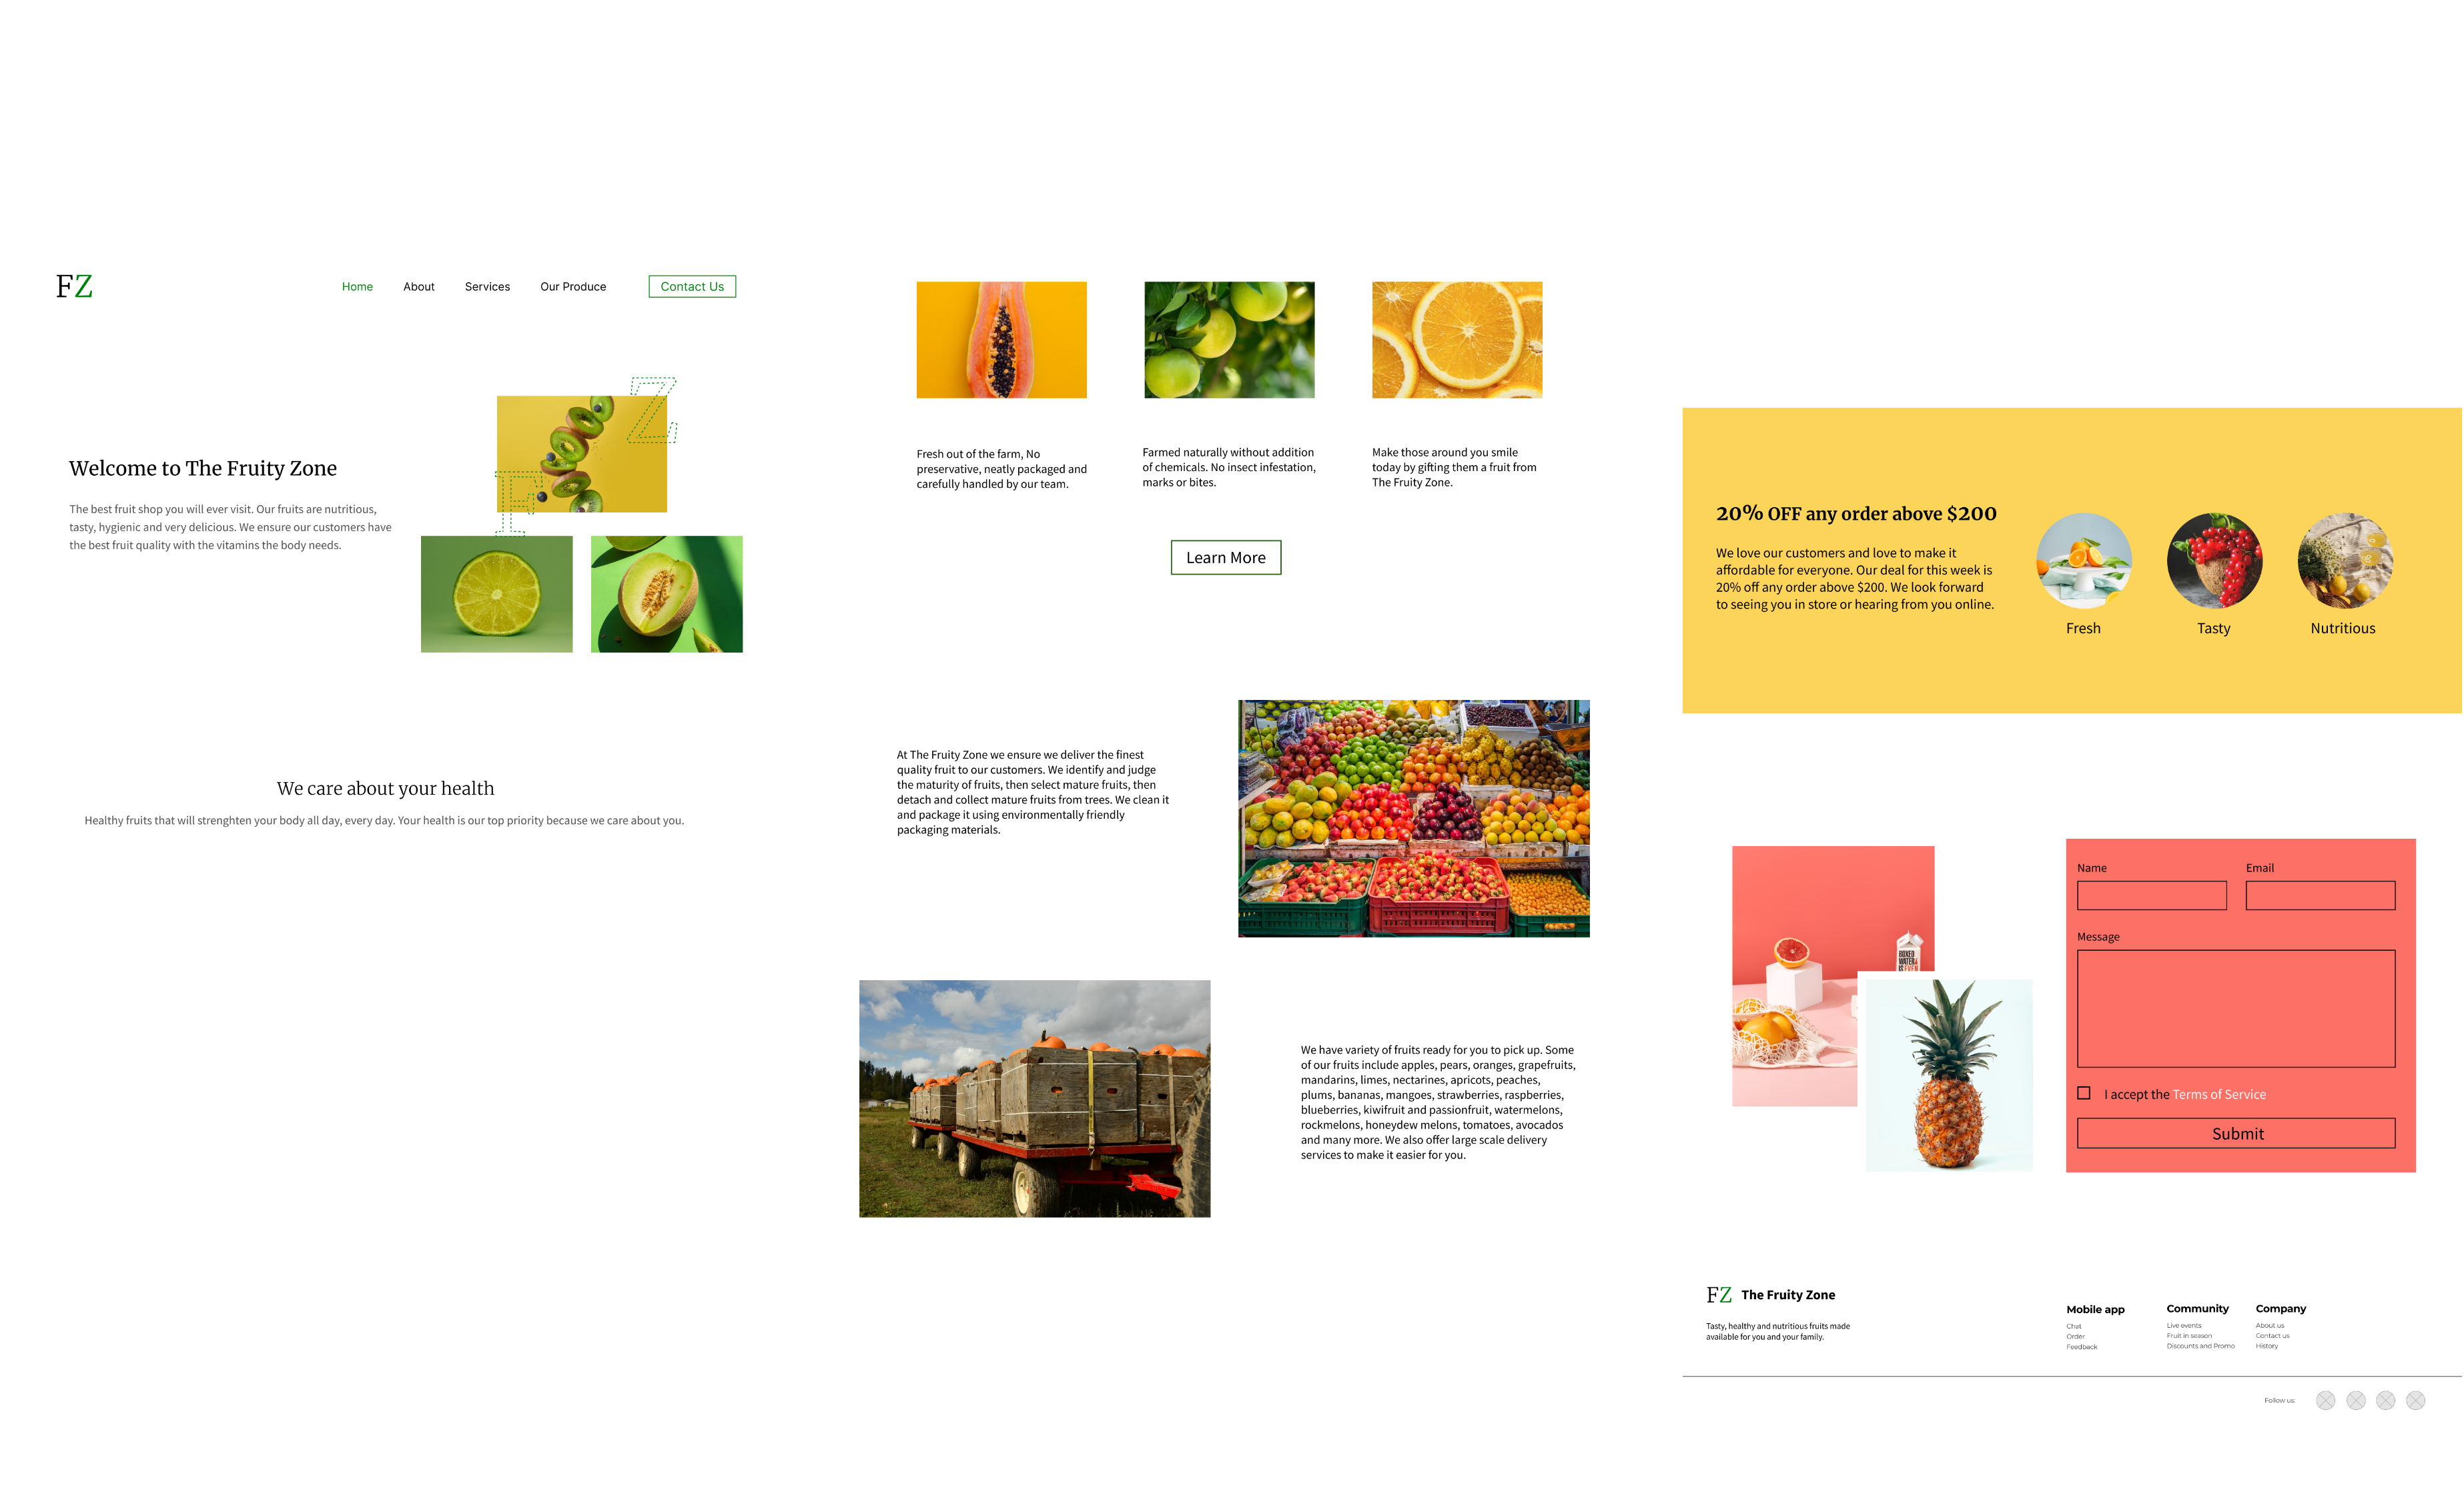 FZ
Home
About
Services
Our Produce
Contact Us
Z
F
Welcome to The Fruity Zone
The best fruit shop you will ever visit. Our fruits are nutritious,
tasty, hygienic and very delicious. We ensure our customers have
the best fruit quality with the vitamins the body needs.
We care about your health
Healthy fruits that will strenghten your body all day, every day. Your health is our top priority because we care about you.
Fresh out of the farm, No
preservative, neatly packaged and
carefully handled by our team.
Farmed naturally without addition
of chemicals. No insect infestation,
marks or bites.
Make those around you smile
today by gifting them a fruit from
The Fruity Zone.
Learn More
At The Fruity Zone we ensure we deliver the finest
quality fruit to our customers. We identify and judge
the maturity of fruits, then select mature fruits, then
detach and collect mature fruits from trees. We clean it
and package it using environmentally friendly
packaging materials.
We have variety of fruits ready for you to pick up. Some
of our fruits include apples, pears, oranges, grapefruits,
mandarins, limes, nectarines, apricots, peaches,
plums, bananas, mangoes, strawberries, raspberries,
blueberries, kiwifruit and passionfruit, watermelons,
rockmelons, honeydew melons, tomatoes, avocados
and many more. We also offer large scale delivery
services to make it easier for you.
20% OFF any order above $200
We love our customers and love to make it
affordable for everyone. Our deal for this week is
20% off any order above $200. We look forward
to seeing you in store or hearing from you online.
Fresh
Tasty
Nutritious
BOXED
WATER
IS EVEN
Name
Email
Message
I accept the Terms of Service
Submit
FZ The Fruity Zone
Tasty, healthy and nutritious fruits made
available for you and your family.
Mobile app
Chat
Order
Feedback
Community
Live events
Fruit in season
Discounts and Promo
Company
About us
Contact us
History
Follow us: